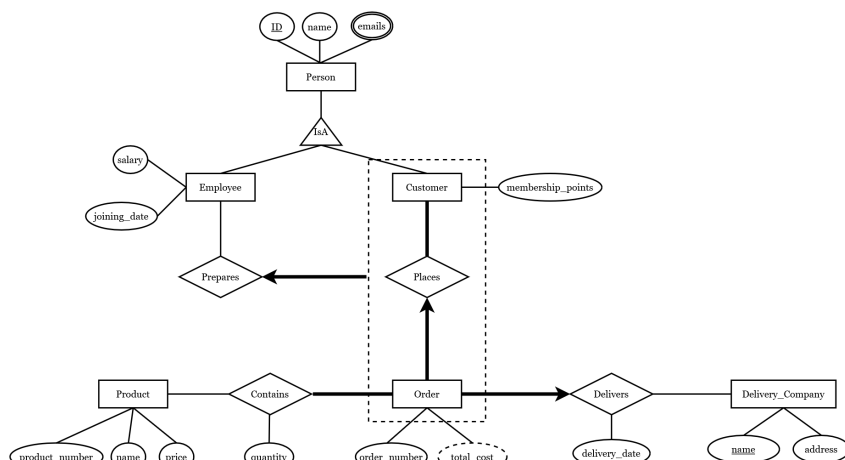 ID
name
emails
Person
IsA
salary
Employee
Customer
membership_points
joining_date
Prepares
Places
Product
Contains
Order
Delivers
Delivery_Company
product_number
name
price
quantity
order_number
total_cost
delivery_date
name
address